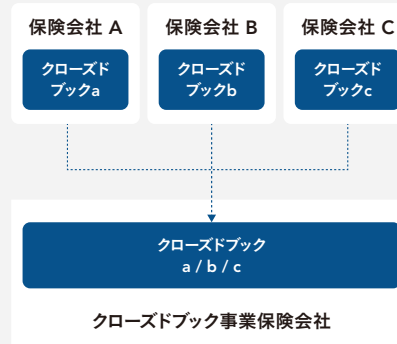 保険会社 A
クローズド
ブックa
保険会社 B
クローズド
ブックb
保険会社 C
クローズド
ブックc
クローズドブック
a / b / c
クローズドブック事業保険会社